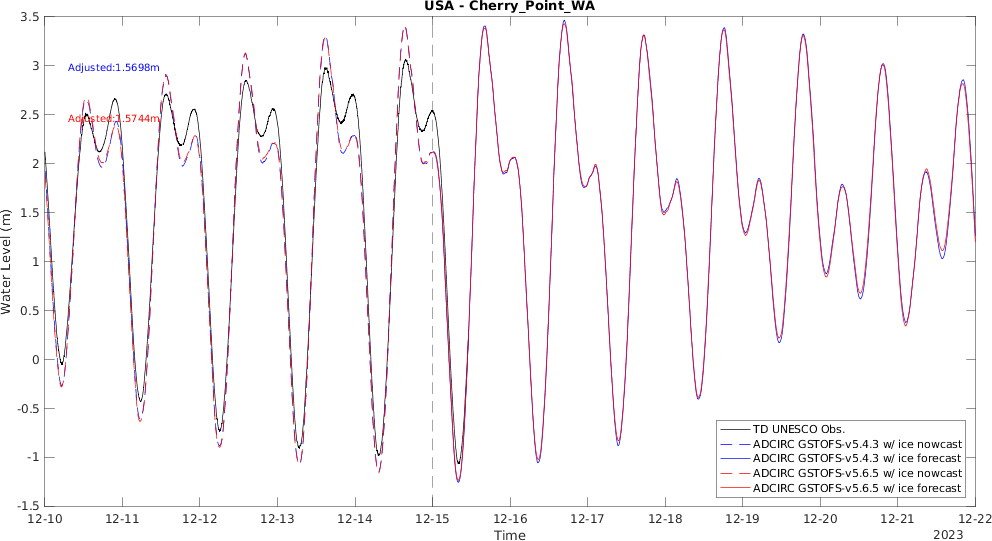 USA - Cherry_Point_WA
3.5
3
2.5
2
1.5
1
0.5
0
-0.5
-1
-1.5
Water Level (m)
Adjusted:1.5698m
Adjusted:1.5744m
TD UNESCO Obs.
ADCIRC GSTOFS-v5.4.3 w/ ice nowcast
ADCIRC GSTOFS-v5.4.3 w/ ice forecast
ADCIRC GSTOFS-v5.6.5 w/ ice nowcast
ADCIRC GSTOFS-v5.6.5 w/ ice forecast
12-10 12-11 12-12 12-13 12-14 12-15 12-16 12-17 12-18 12-19 12-20 12-21 12-22
Time
2023